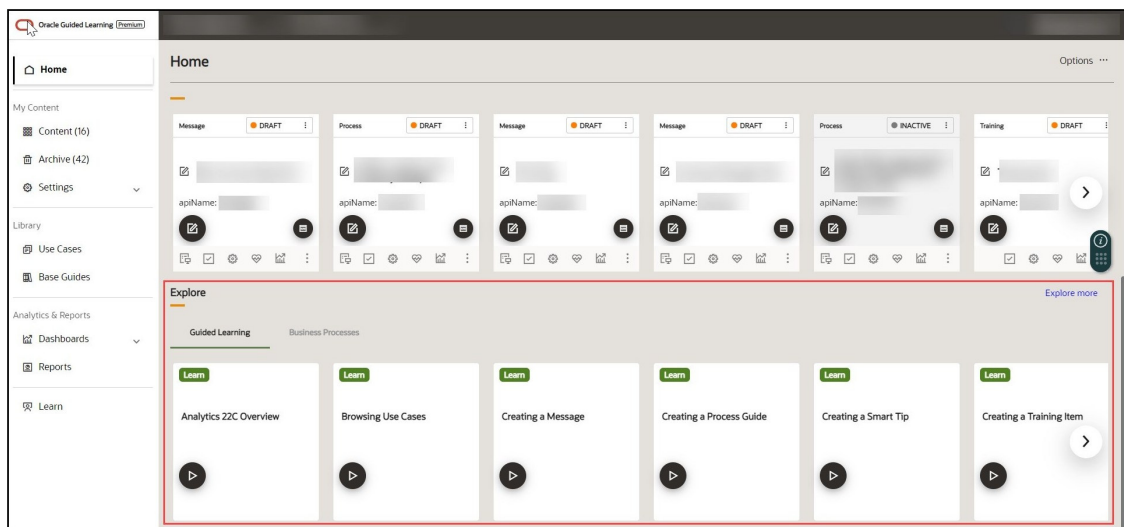 Oracle Guided Learning Premium
Home
My Content
Content (16)
Archive (42)
Settings
Library
Use Cases
Base Guides
Analytics & Reports
Dashboards
Reports
Learn
Home
Options ...
Message DRAFT
Process DRAFT
Message DRAFT
Message DRAFT
Process INACTIVE
Training DRAFT
apiName:
apiName:
apiName:
apiName:
apiName:
apiName:
Explore
Explore more
Guided Learning Business Processes
Learn
Analytics 22C Overview
Learn
Browsing Use Cases
Learn
Creating a Message
Learn
Creating a Process Guide
Learn
Creating a Smart Tip
Learn
Creating a Training Item